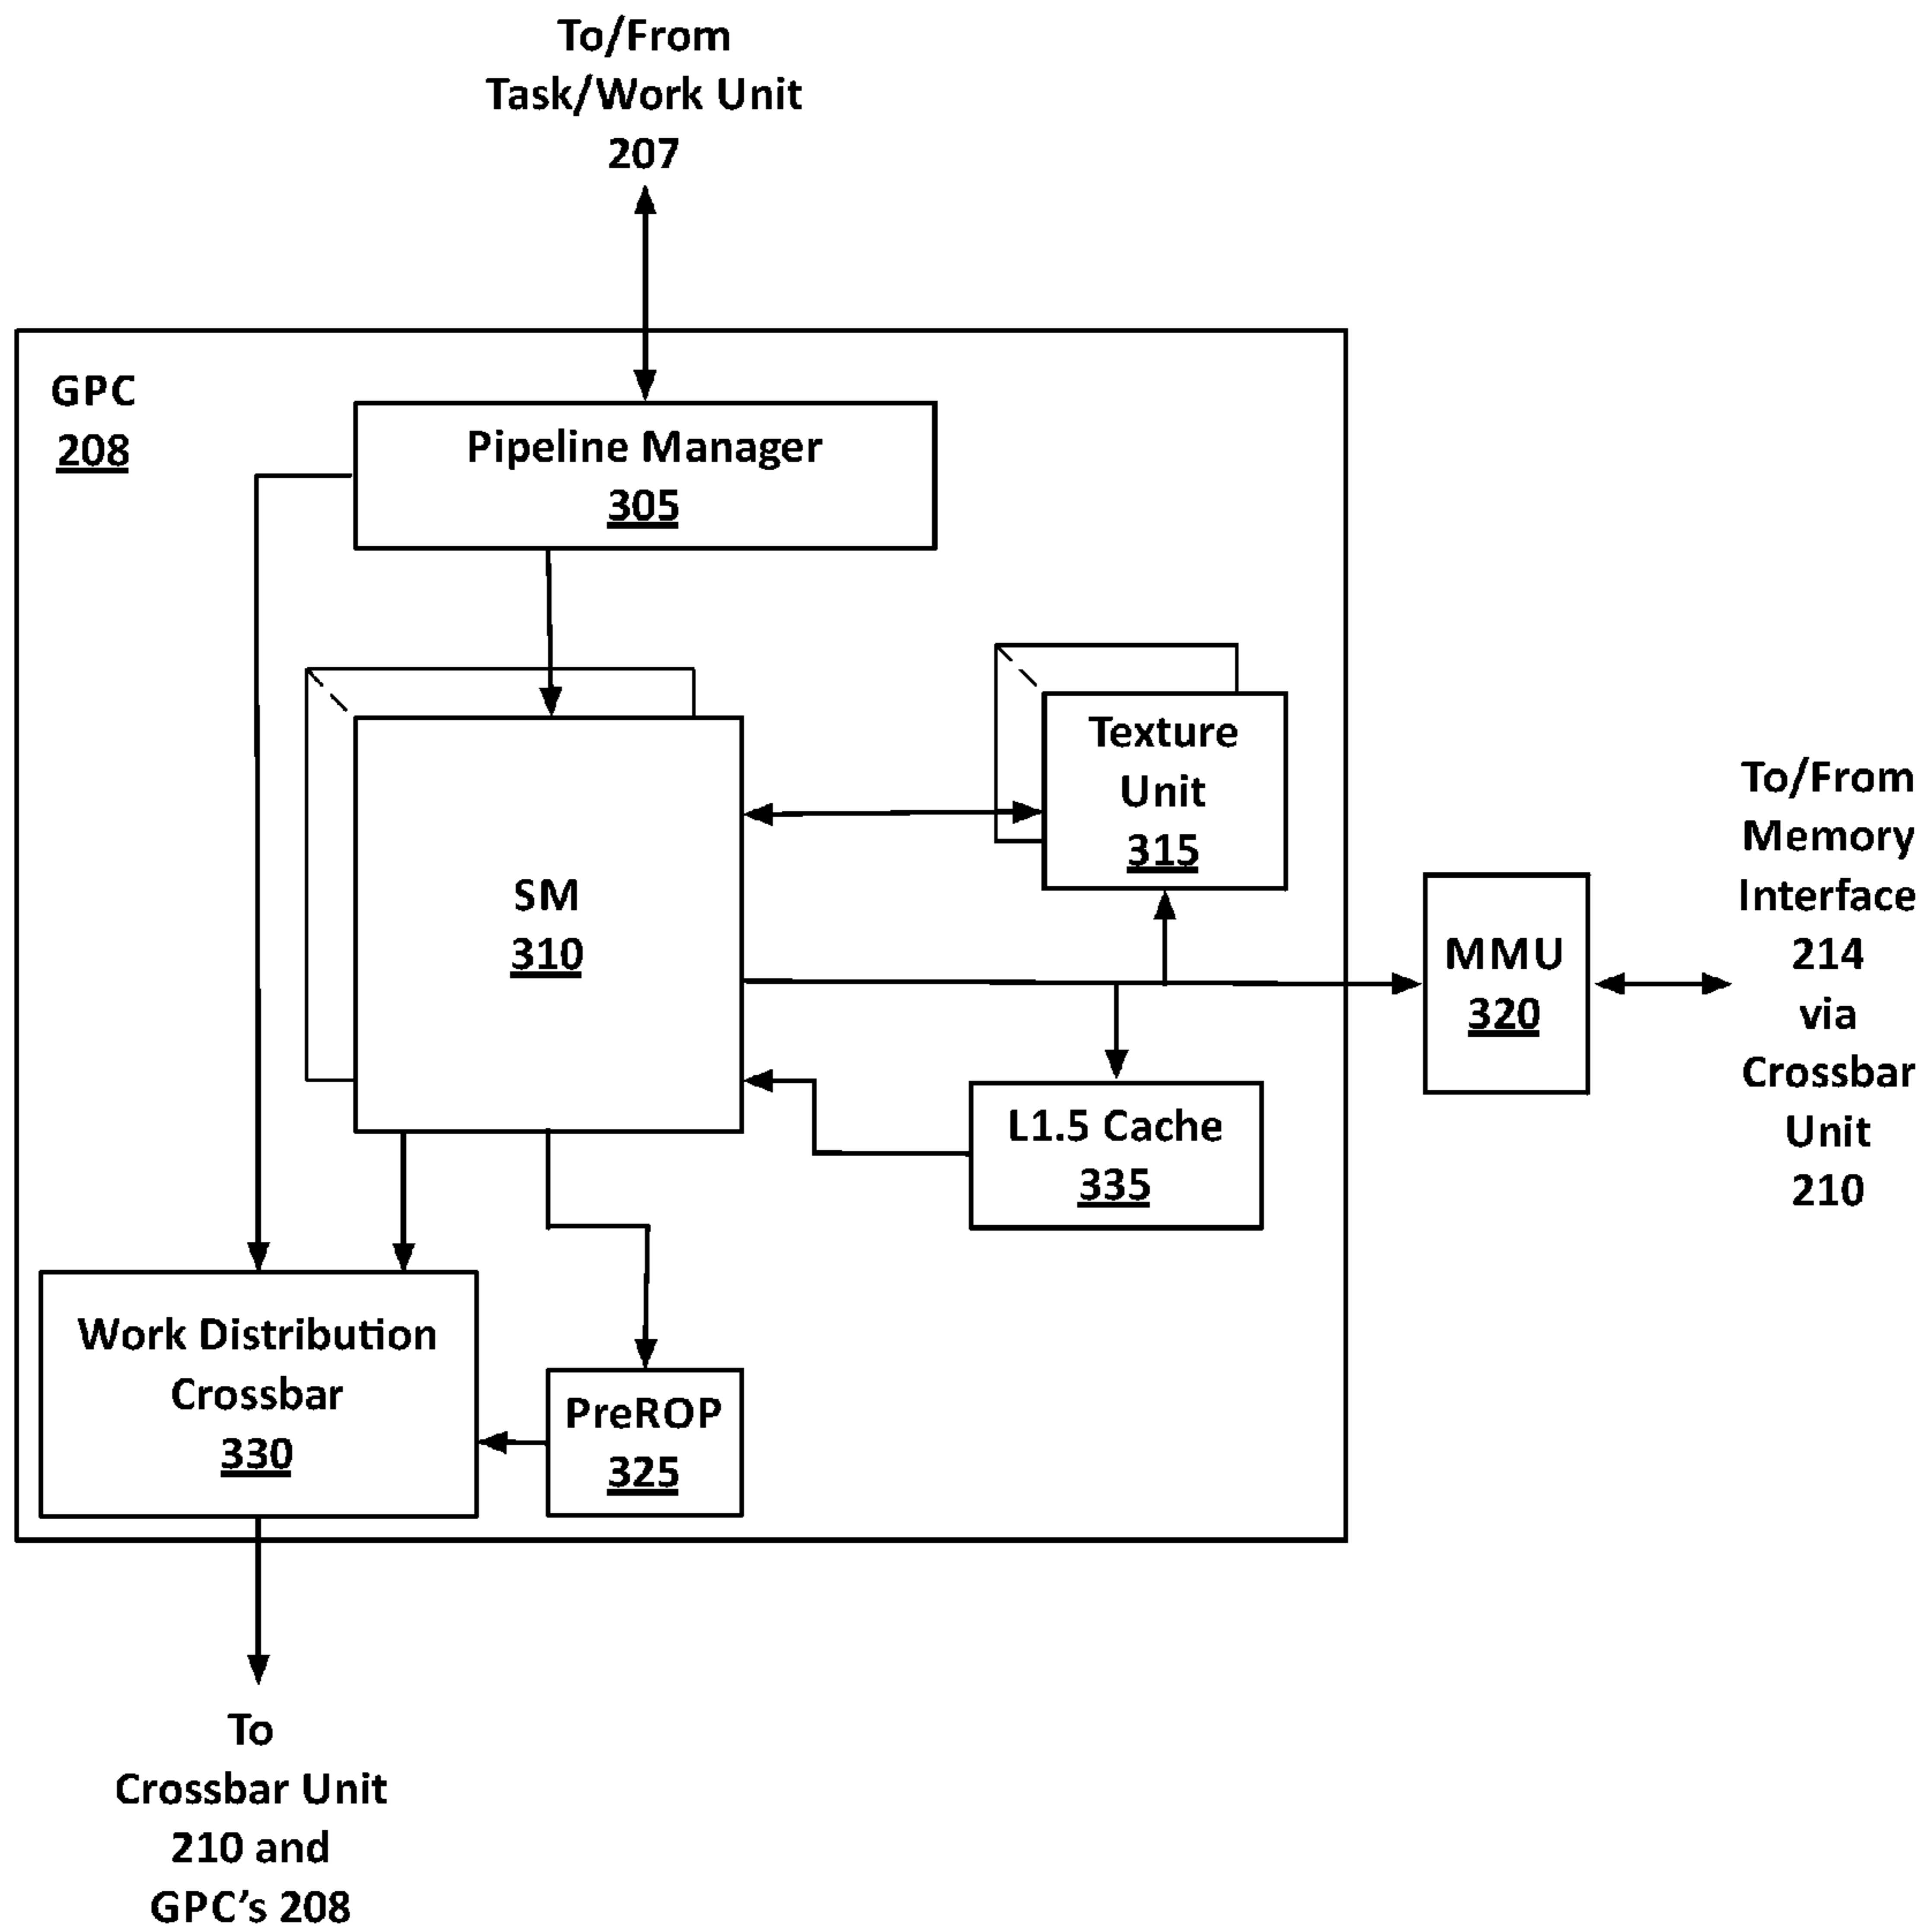 To/From
Task/Work Unit
207
GPC
208
Pipeline Manager
305
Texture
Unit
315
SM
310
MMU
320
To/From
Memory
Interface
214
via
Crossbar
Unit
210
L1.5 Cache
335
Work Distribution
Crossbar
330
PreROP
325
To
Crossbar Unit
210 and
GPC’s 208